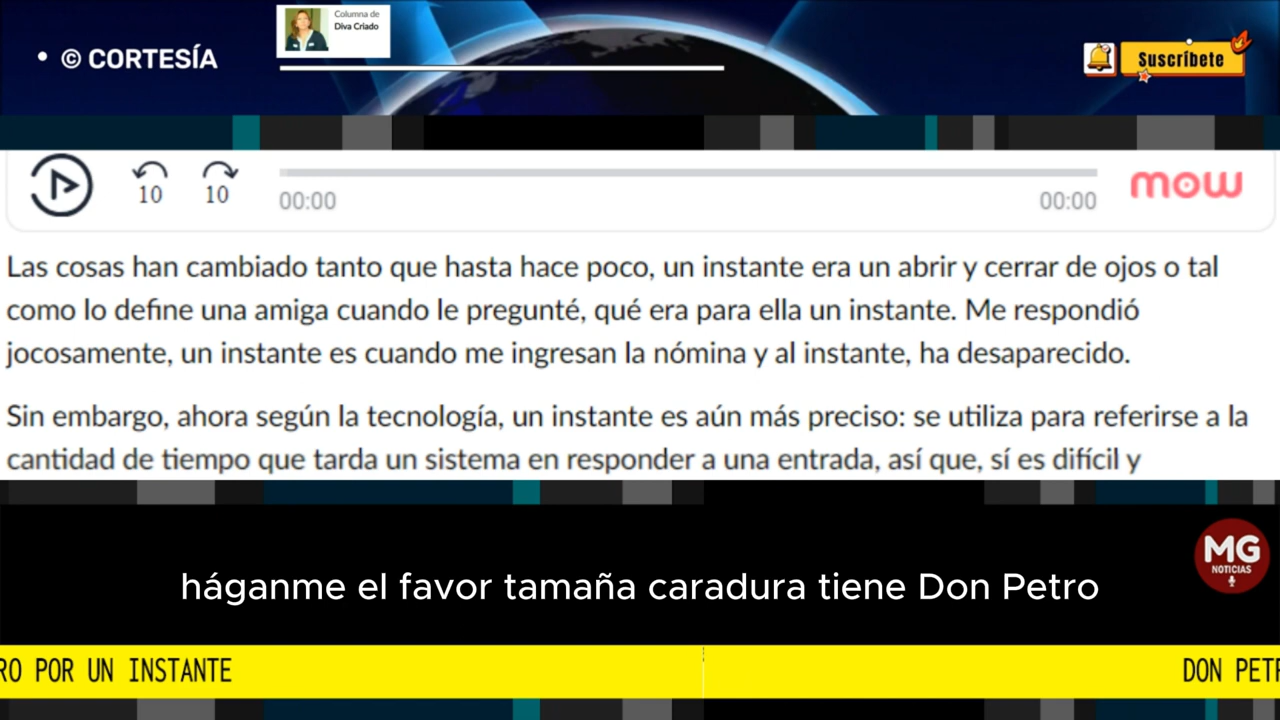 • © CORTESÍA
Columna de
Diva Criado
Suscríbete
10
10
00:00
00:00
mow
Las cosas han cambiado tanto que hasta hace poco, un instante era un abrir y cerrar de ojos o tal
como lo define una amiga cuando le pregunté, qué era para ella un instante. Me respondió
jocosamente, un instante es cuando me ingresan la nómina y al instante, ha desaparecido.
Sin embargo, ahora según la tecnología, un instante es aún más preciso: se utiliza para referirse a la
cantidad de tiempo que tarda un sistema en responder a una entrada, así que, sí es difícil y
MG
NOTICIAS
háganme el favor tamaña caradura tiene Don Petro
RO POR UN INSTANTE
DON PETR